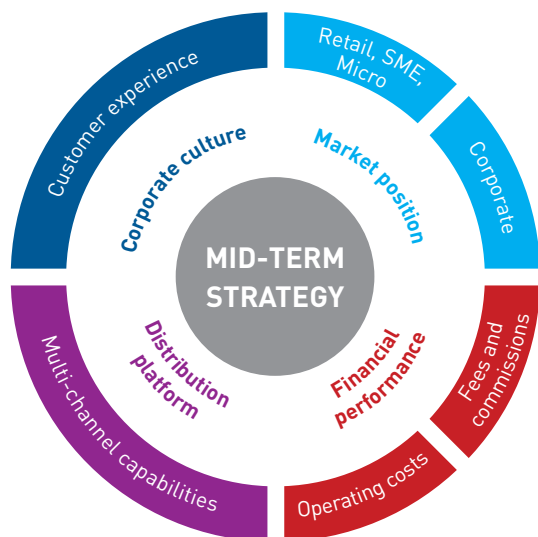 Customer experience
Retail, SME,
Micro
Corporate
Corporate culture
Market position
MID-TERM
STRATEGY
Distribution
platform
Financial
performance
Multi-channel capabilities
Fees and
commissions
Operating costs